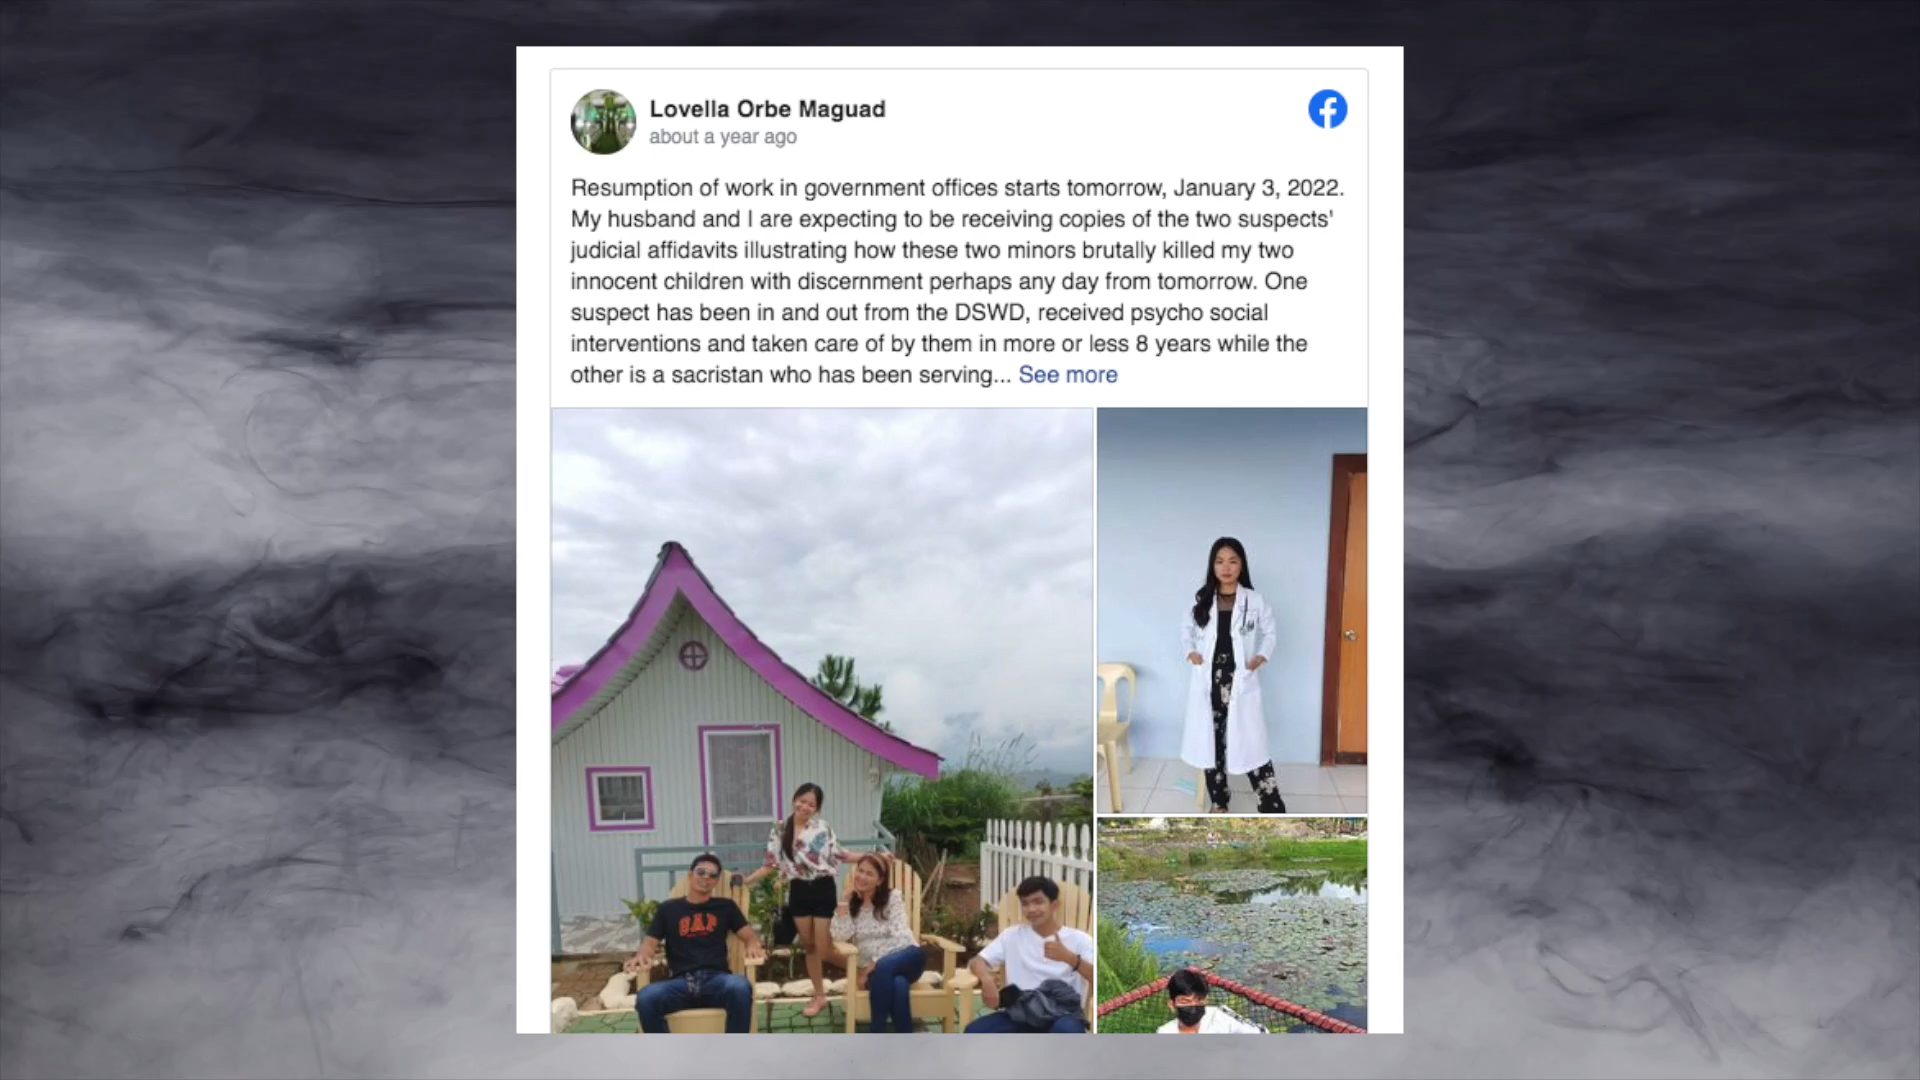 Lovella Orbe Maguad
about a year ago
Resumption of work in government offices starts tomorrow, January 3, 2022.
My husband and I are expecting to be receiving copies of the two suspects'
judicial affidavits illustrating how these two minors brutally killed my two
innocent children with discernment perhaps any day from tomorrow. One
suspect has been in and out from the DSWD, received psycho social
interventions and taken care of by them in more or less 8 years while the
other is a sacristan who has been serving... See more
GAP